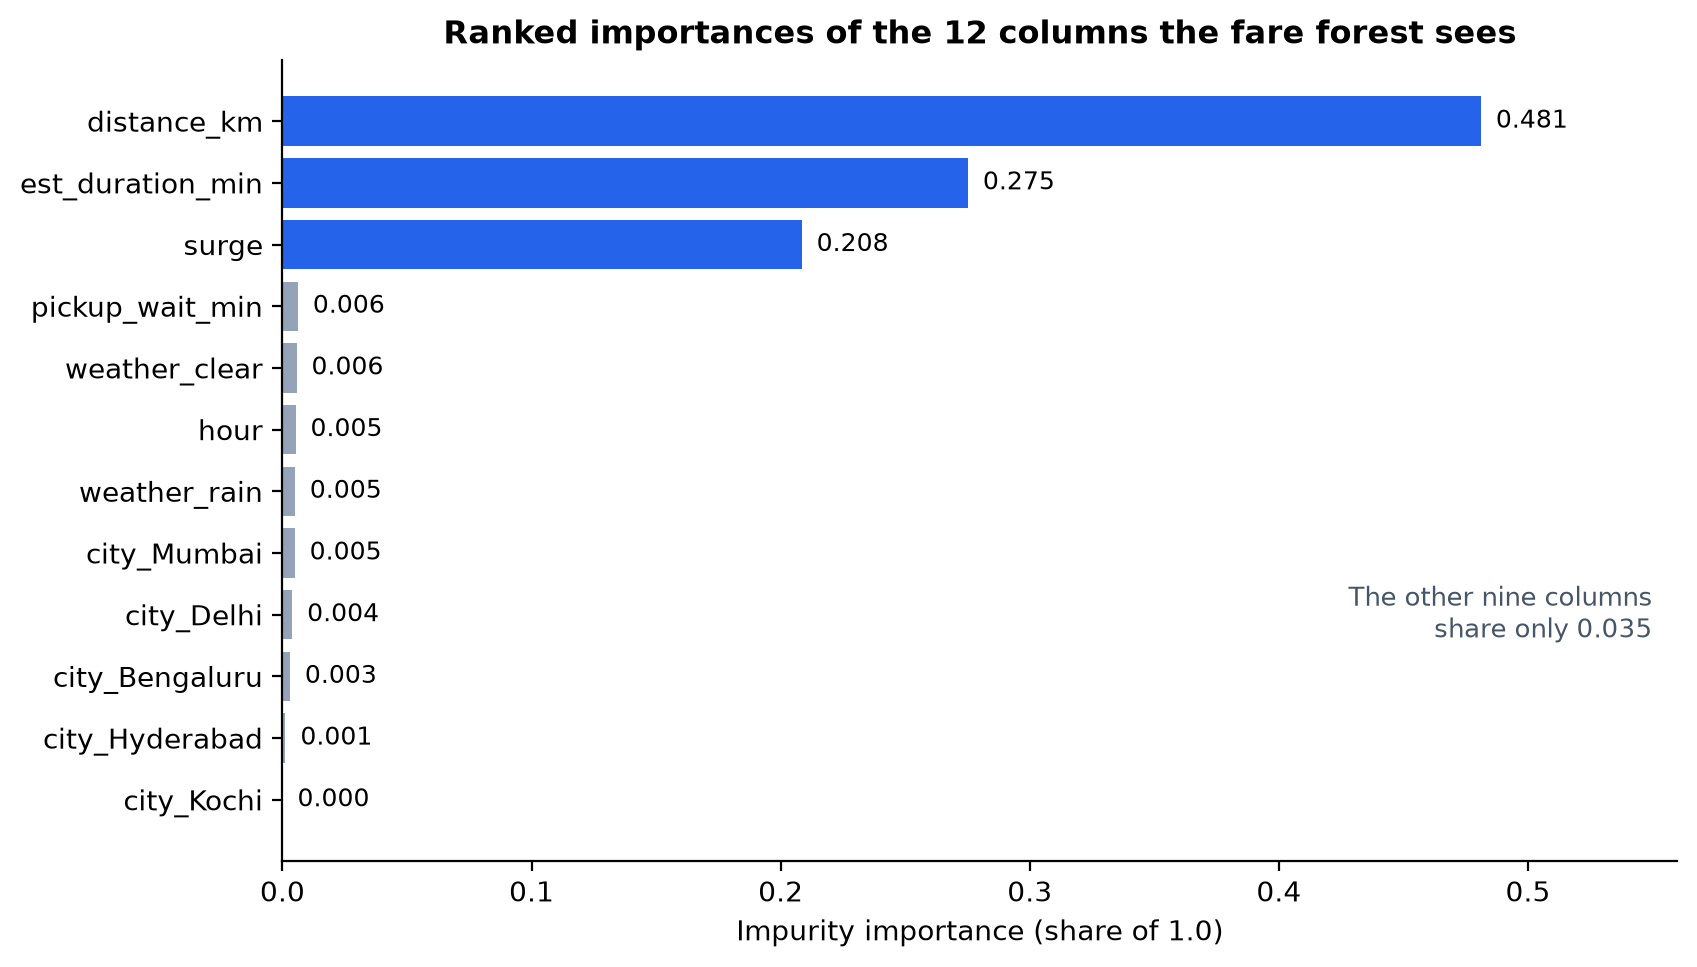 Ranked importances of the 12 columns the fare forest sees
distance_km 0.481
est_duration_min 0.275
surge 0.208
pickup_wait_min 0.006
weather_clear 0.006
hour 0.005
weather_rain 0.005
city_Mumbai 0.005
city_Delhi 0.004
The other nine columns
share only 0.035
city_Bengaluru 0.003
city_Hyderabad 0.001
city_Kochi 0.000
0.0 0.1 0.2 0.3 0.4 0.5
Impurity importance (share of 1.0)